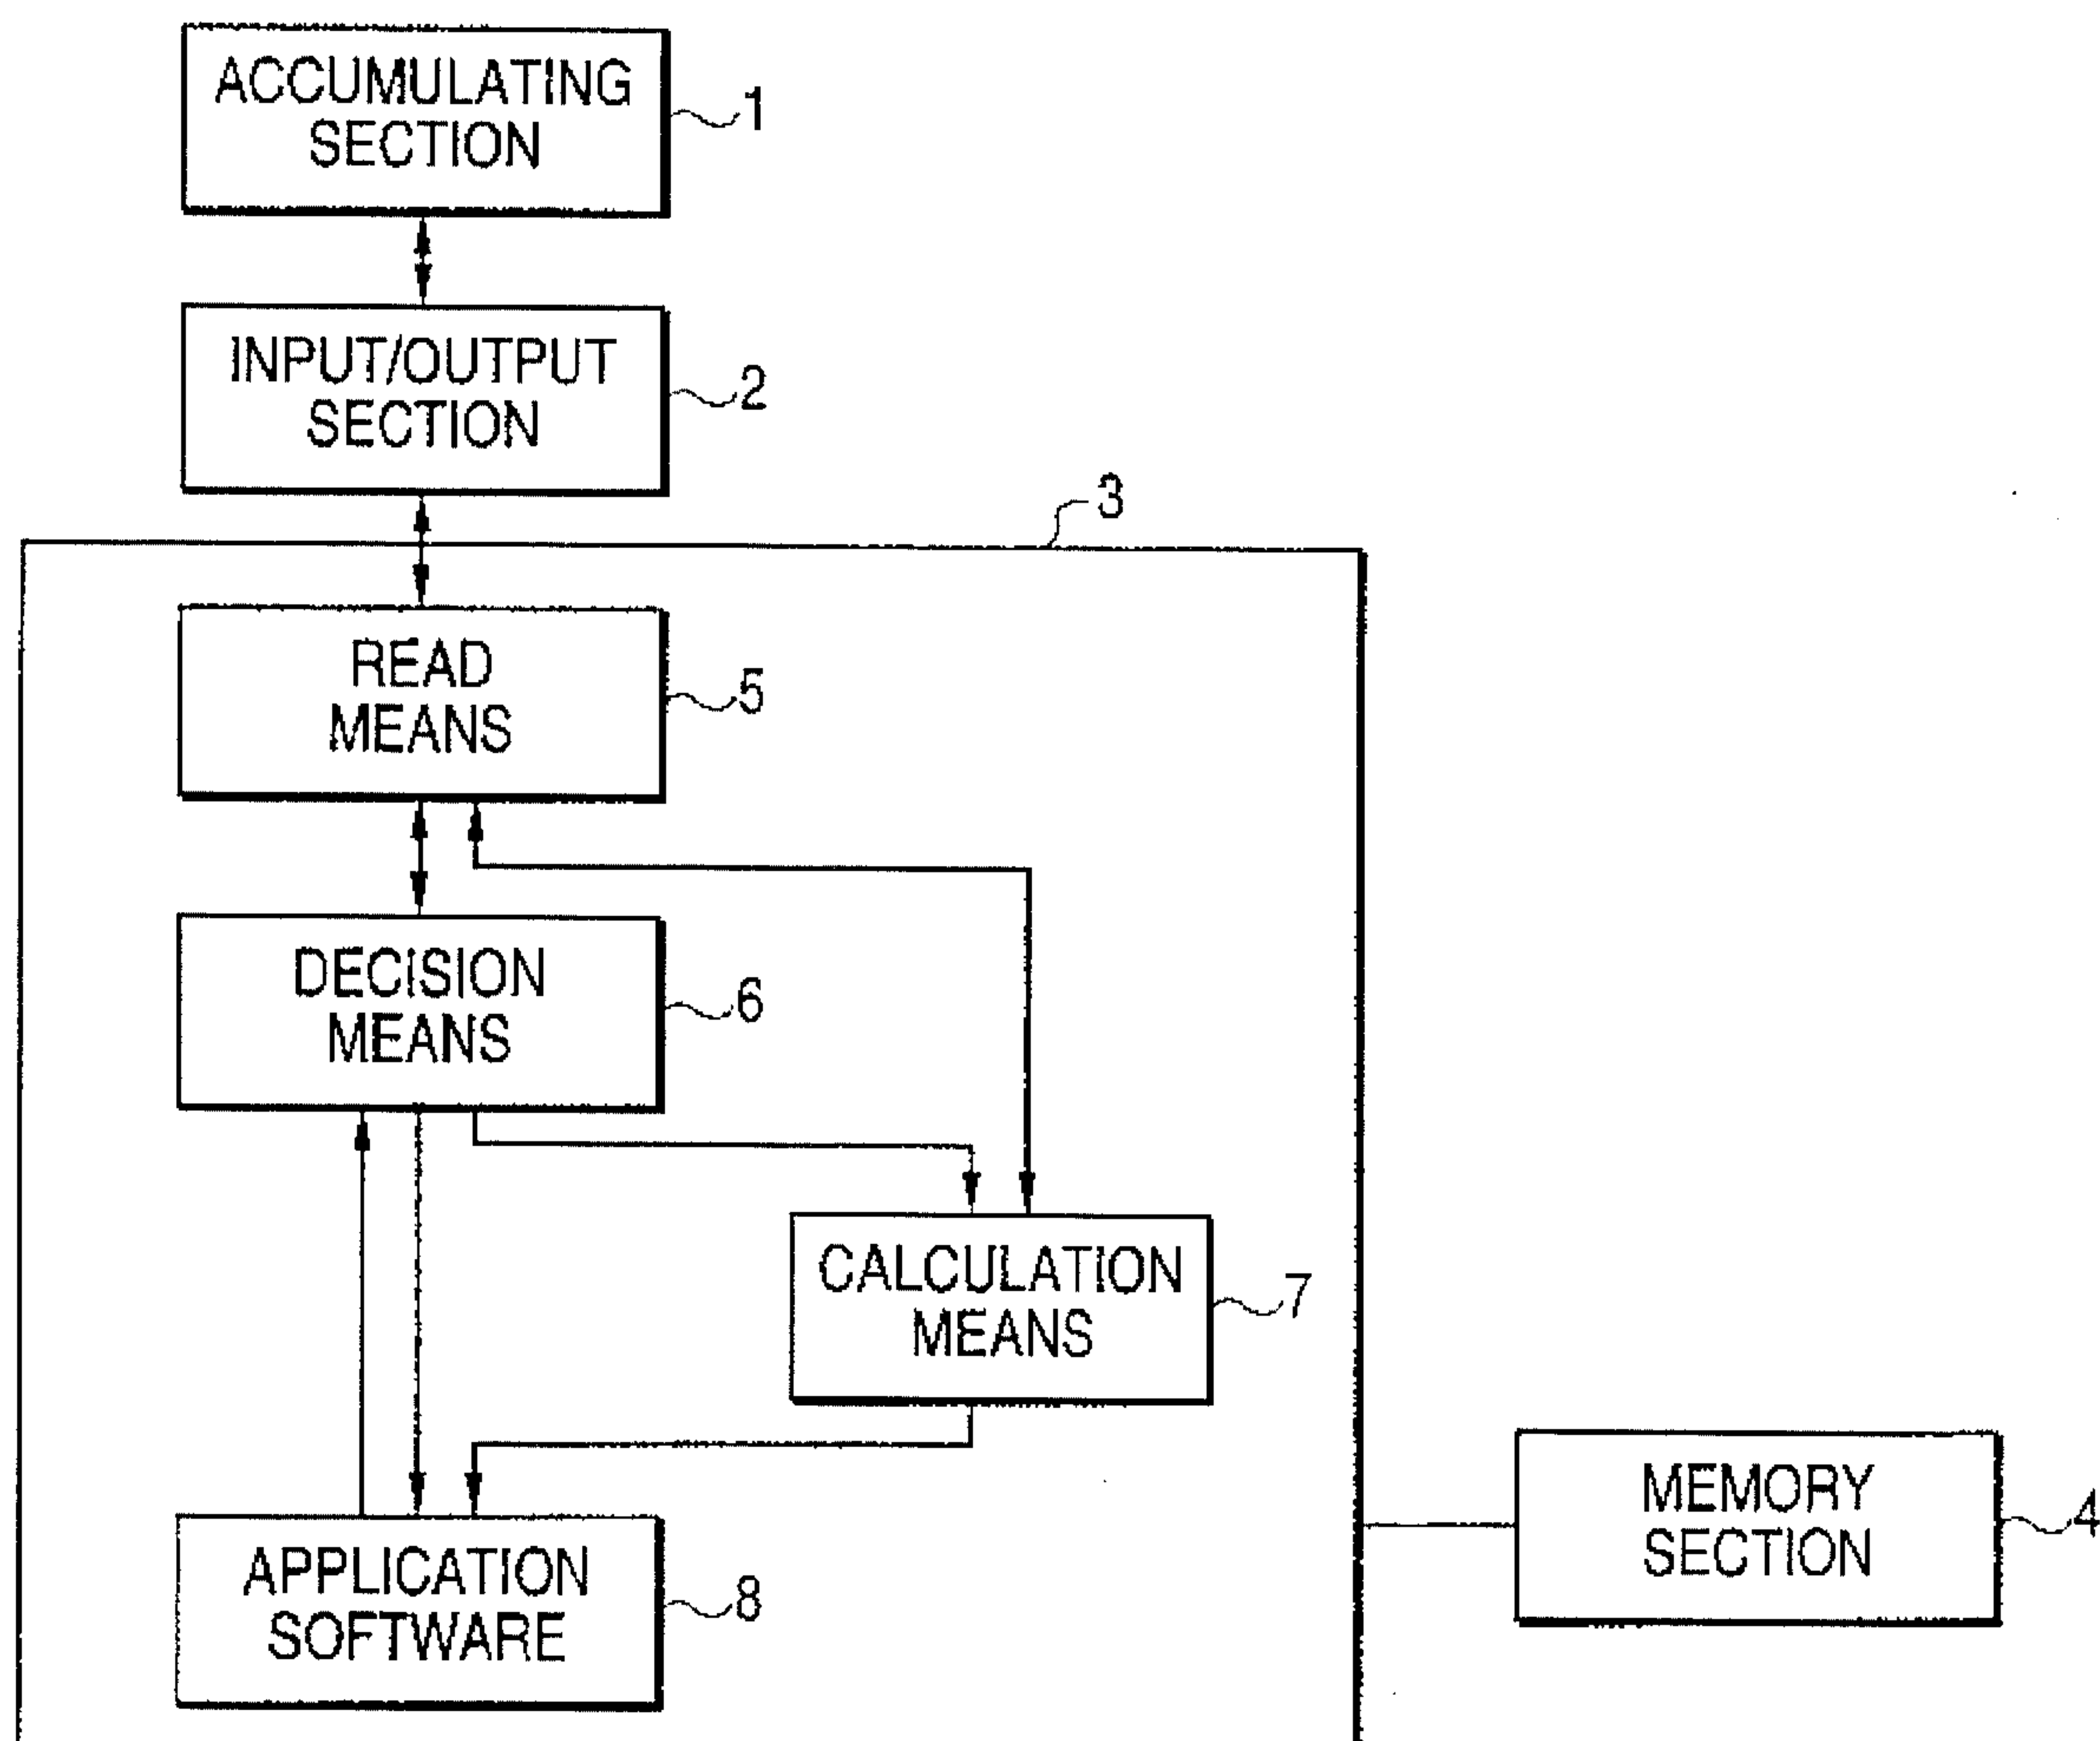 ACCUMULATING
SECTION
1
INPUT/OUTPUT
SECTION
2
3
READ
MEANS
5
DECISION
MEANS
6
CALCULATION
MEANS
7
MEMORY
SECTION
4
APPLICATION
SOFTWARE
8